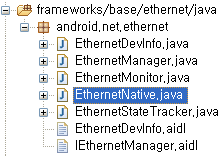 frameworks/base/ethernet/java
android,net,ethernet
EthernetDevInfo,java
EthernetManager,java
EthernetMonitor,java
EthernetNative,java
EthernetStateTracker,java
EthernetDevInfo,aidl
IEthernetManager,aidl